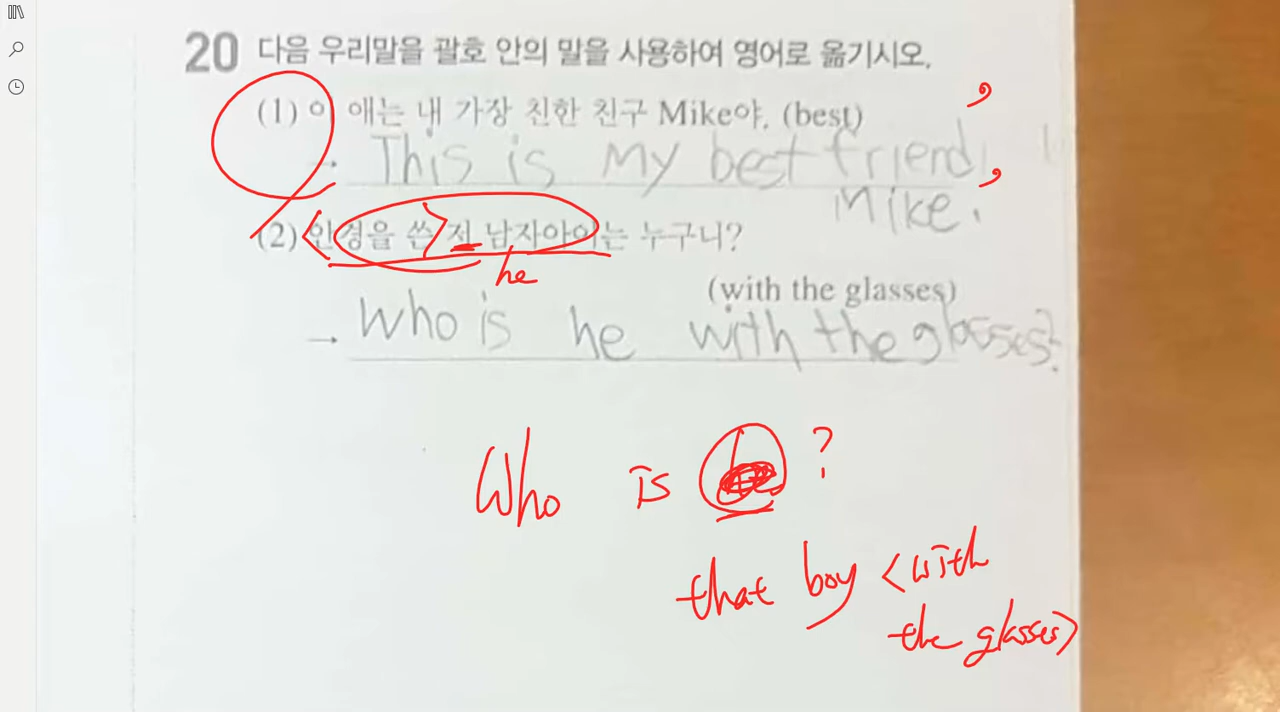 20 다음 우리말을 괄호 안의 말을 사용하여 영어로 옮기시오.
(1) 이 애는 내 가장 친한 친구 Mike야. (best)
→ This is my best friend,
Mike.
(2) 안경을 쓴 저 남자아이는 누구니?
he
(with the glasses)
→ Who is he with the glasses?
Who is ?
that boy <with
the glasses>